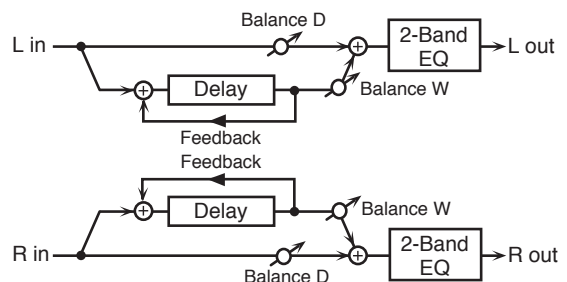 Balance D
L in
2-Band
EQ
L out
Delay
Balance W
Feedback
Feedback
Delay
Balance W
R in
2-Band
EQ
R out
Balance D